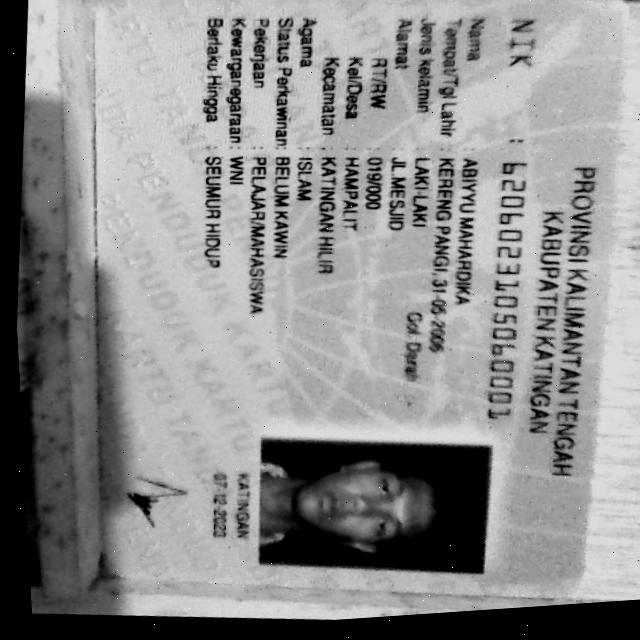 PROVINSI KALIMANTAN TENGAH
KABUPATEN KATINGAN
NIK : 6206023105060001
Nama : ABIYYU MAHARDIKA
Tempat/Tgl Lahir : KERENG PANGI, 31-05-2006
Jenis kelamin : LAKI-LAKI Gol. Darah : -
Alamat : JL MESJID
RT/RW : 019/000
Kel/Desa : HAMPALIT
Kecamatan : KATINGAN HILIR
Agama : ISLAM
Status Perkawinan: BELUM KAWIN
Pekerjaan : PELAJAR/MAHASISWA
Kewarganegaraan: WNI
Berlaku Hingga : SEUMUR HIDUP
KATINGAN
07-12-2023